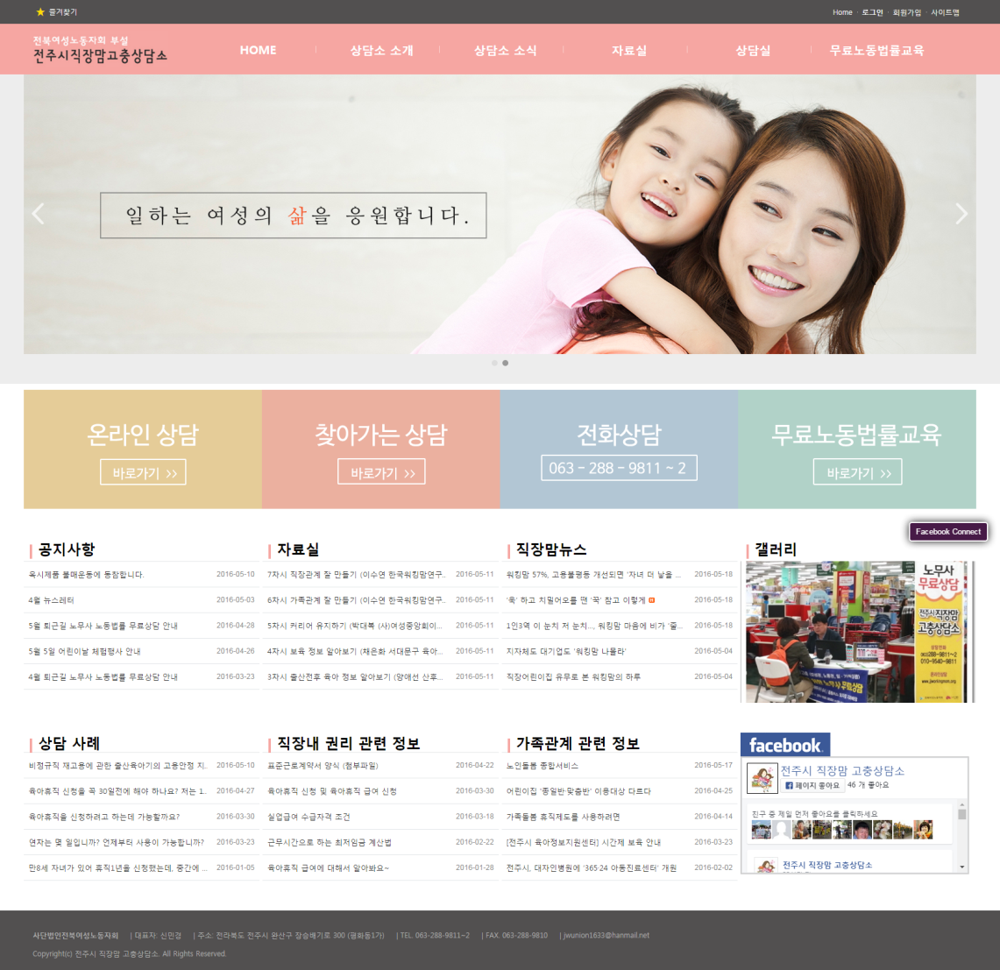 즐겨찾기
Home · 로그인 · 회원가입 · 사이트맵
전북여성노동자회 부설
전주시직장맘고충상담소
HOME
상담소 소개
상담소 소식
자료실
상담실
무료노동법률교육
일하는 여성의 삶을 응원합니다.
온라인 상담
바로가기 >>
찾아가는 상담
바로가기 >>
전화상담
063 - 288 - 9811 ~ 2
무료노동법률교육
바로가기 >>
Facebook Connect
공지사항
옥시제품 불매운동에 동참합니다. 2016-05-10
4월 뉴스레터 2016-05-03
5월 퇴근길 노무사 노동법률 무료상담 안내 2016-04-28
5월 5일 어린이날 체험행사 안내 2016-04-26
4월 퇴근길 노무사 노동법률 무료상담 안내 2016-03-23
자료실
7차시 직장관계 잘 만들기 (이수연 한국워킹맘연구.. 2016-05-11
6차시 가족관계 잘 만들기 (이수연 한국워킹맘연구.. 2016-05-11
5차시 커리어 유지하기 (박대복 (사)여성중앙회이... 2016-05-11
4차시 보육 정보 알아보기 (채은화 서대문구 육아... 2016-05-11
3차시 출산전후 육아 정보 알아보기 (양애선 산후... 2016-05-11
직장맘뉴스
워킹맘 57%, 고용불평등 개선되면 '자녀 더 낳을 ... 2016-05-18
'욱' 하고 치밀어오를 땐 '꾹' 참고 이렇게 2016-05-18
1인3역 이 눈치 저 눈치..., 워킹맘 마음에 비가 '줄... 2016-05-18
지자체도 대기업도 '워킹맘 나몰라' 2016-05-04
직장어린이집 유무로 본 워킹맘의 하루 2016-05-04
갤러리
노무사
무료상담
전주시직장맘
고충상담소
상담전화
063)288-9811~2
010-9540-9811
상담 사례
비정규직 재고용에 관한 출산육아기의 고용안정 지.. 2016-05-10
육아휴직 신청을 꼭 30일전에 해야 하나요? 저는 1.. 2016-04-27
육아휴직을 신청하려고 하는데 가능할까요? 2016-03-30
연차는 몇 일입니까? 언제부터 사용이 가능합니까? 2016-03-23
만8세 자녀가 있어 휴직1년을 신청했는데, 중간에 ... 2016-01-05
직장내 권리 관련 정보
표준근로계약서 양식 (첨부파일) 2016-04-22
육아휴직 신청 및 육아휴직 급여 신청 2016-03-30
실업급여 수급자격 조건 2016-03-18
근무시간으로 하는 최저임금 계산법 2016-02-22
육아휴직 급여에 대해서 알아봐요~ 2016-01-28
가족관계 관련 정보
노인돌봄 종합서비스 2016-05-17
어린이집 '종일반·맞춤반' 이용대상 다르다 2016-04-25
가족돌봄 휴직제도를 사용하려면 2016-04-14
[전주시 육아정보지원센터] 시간제 보육 안내 2016-03-23
전주시, 대자인병원에 '365·24 아동진료센터' 개원 2016-02-02
facebook
전주시 직장맘 고충상담소
페이지 좋아요 46 개 좋아요
친구 중 제일 먼저 좋아요를 클릭하세요
전주시 직장맘 고충상담소
사단법인전북여성노동자회 | 대표자: 신민경 | 주소: 전라북도 전주시 완산구 장승배기로 300 (평화동1가) | TEL. 063-288-9811~2 | FAX. 063-288-9810 | jwunion1633@hanmail.net
Copyright(c) 전주시 직장맘 고충상담소. All Rights Reserved.